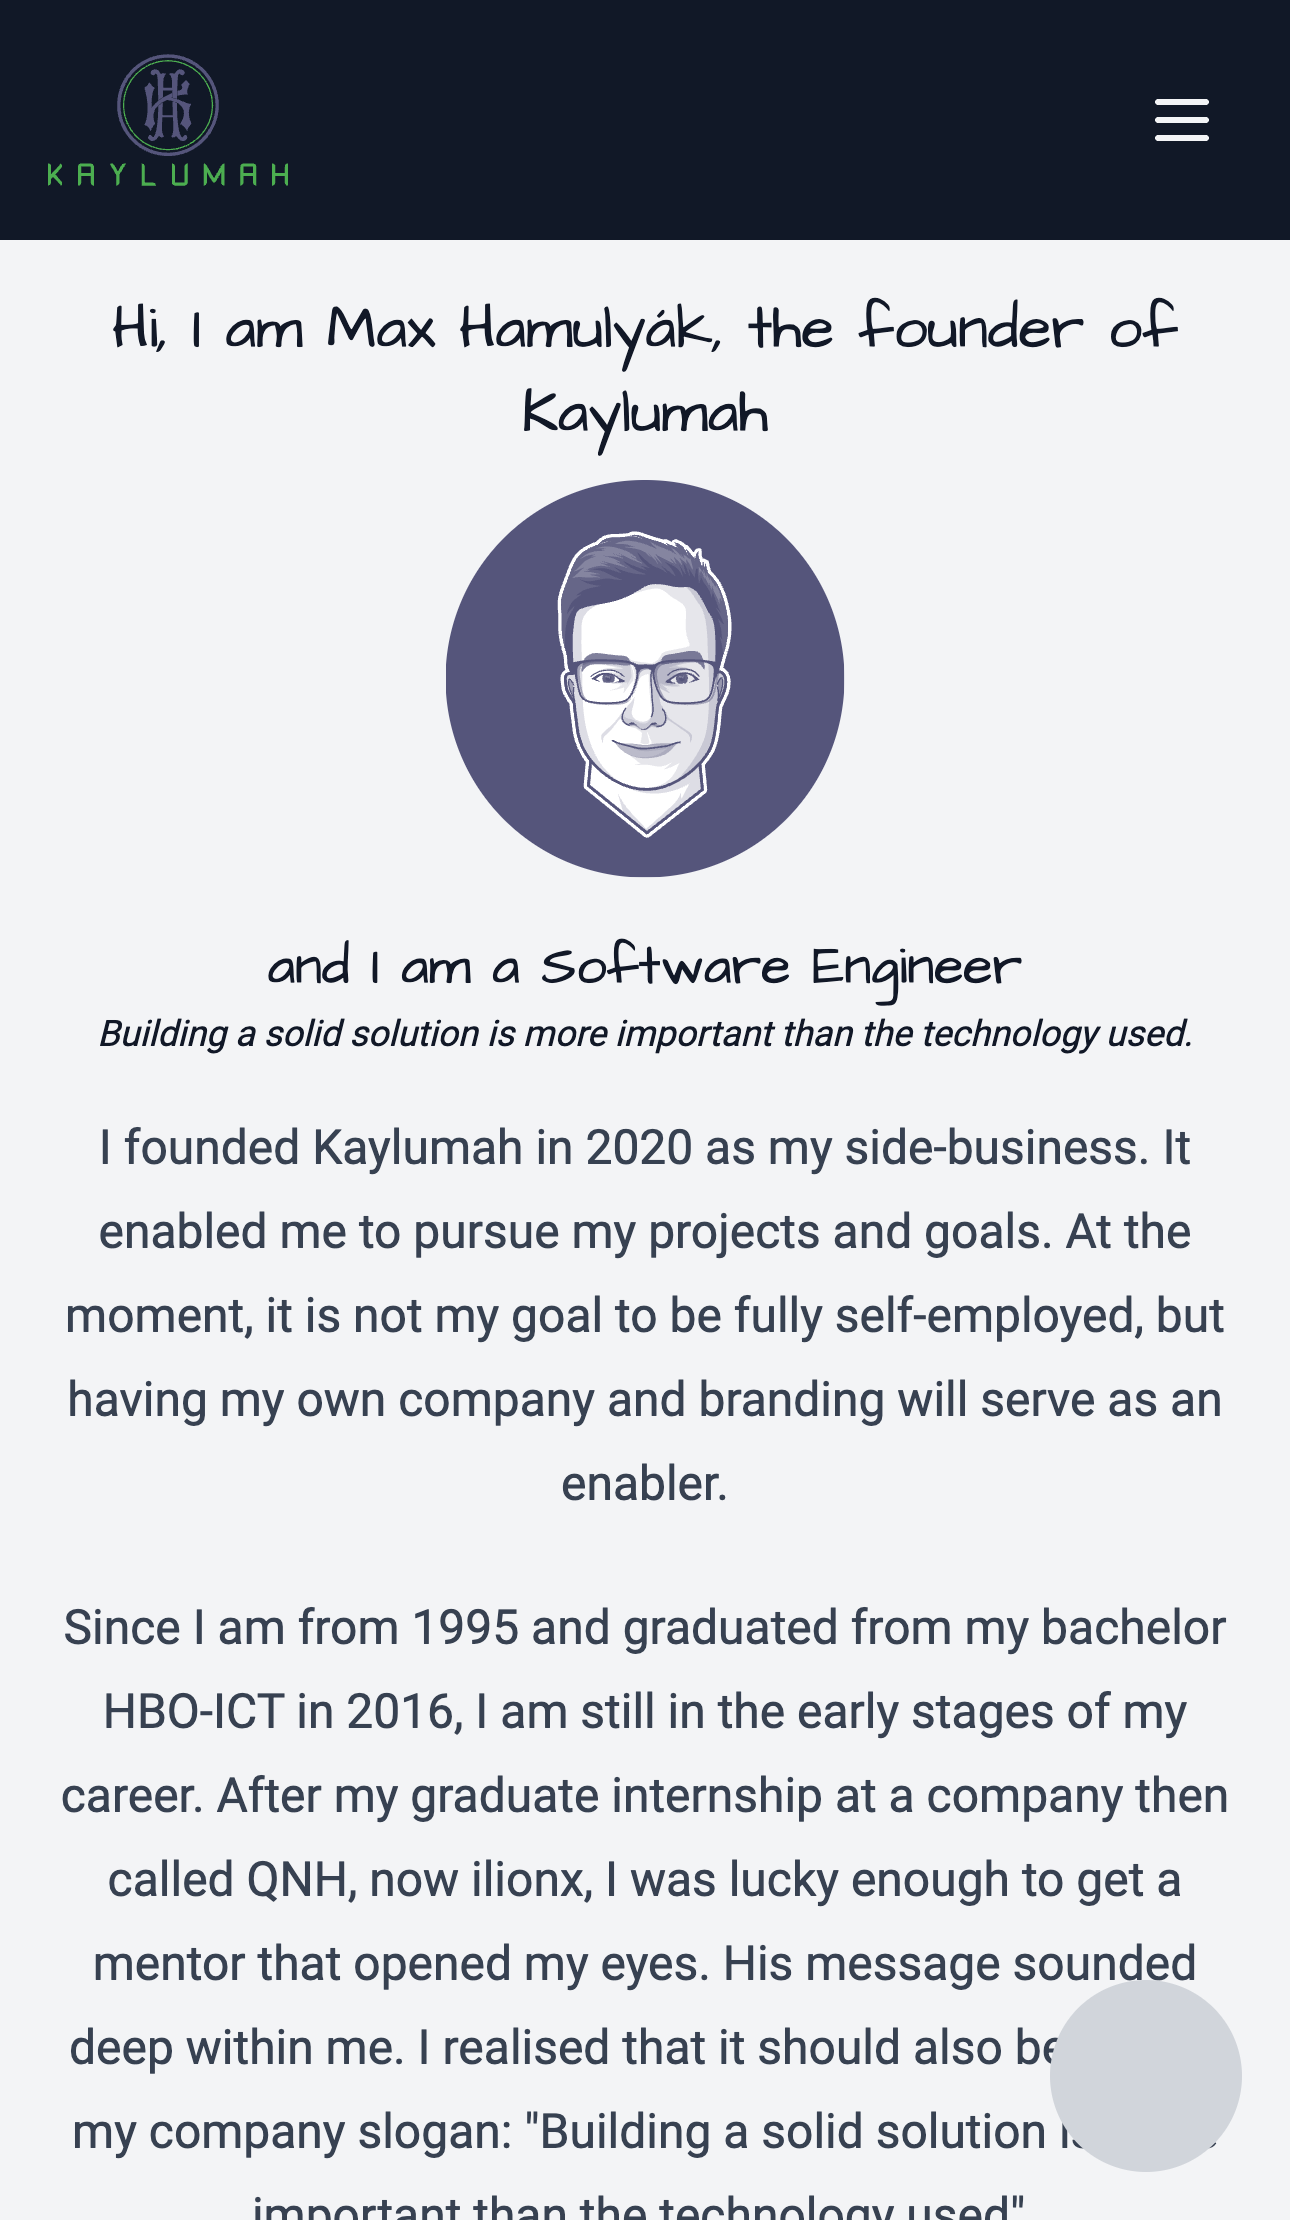 KAYLUMAH
Hi, I am Max Hamulyák, the founder of
Kaylumah
and I am a Software Engineer
Building a solid solution is more important than the technology used.
I founded Kaylumah in 2020 as my side-business. It
enabled me to pursue my projects and goals. At the
moment, it is not my goal to be fully self-employed, but
having my own company and branding will serve as an
enabler.
Since I am from 1995 and graduated from my bachelor
HBO-ICT in 2016, I am still in the early stages of my
career. After my graduate internship at a company then
called QNH, now ilionx, I was lucky enough to get a
mentor that opened my eyes. His message sounded
deep within me. I realised that it should also be
my company slogan: "Building a solid solution
important than the technology used"